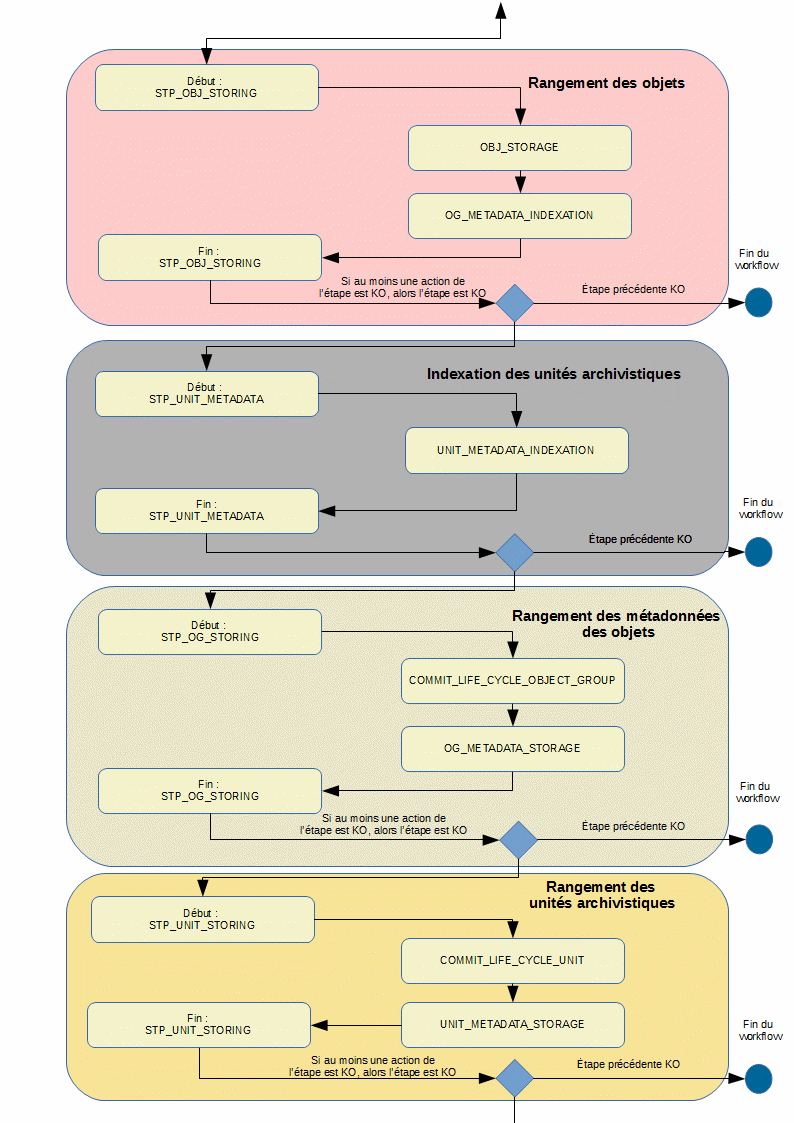 Début :
STP_OBJ_STORING
Rangement des objets
OBJ_STORAGE
OG_METADATA_INDEXATION
Fin :
STP_OBJ_STORING
Si au moins une action de
l'étape est KO, alors l'étape est KO
Étape précédente KO
Fin du
workflow
Début :
STP_UNIT_METADATA
Indexation des unités archivistiques
UNIT_METADATA_INDEXATION
Fin :
STP_UNIT_METADATA
Étape précédente KO
Fin du
workflow
Début :
STP_OG_STORING
Rangement des métadonnées
des objets
COMMIT_LIFE_CYCLE_OBJECT_GROUP
OG_METADATA_STORAGE
Fin :
STP_OG_STORING
Si au moins une action de
l'étape est KO, alors l'étape est KO
Étape précédente KO
Fin du
workflow
Début :
STP_UNIT_STORING
Rangement des
unités archivistiques
COMMIT_LIFE_CYCLE_UNIT
UNIT_METADATA_STORAGE
Fin :
STP_UNIT_STORING
Si au moins une action de
l'étape est KO, alors l'étape est KO
Étape précédente KO
Fin du
workflow